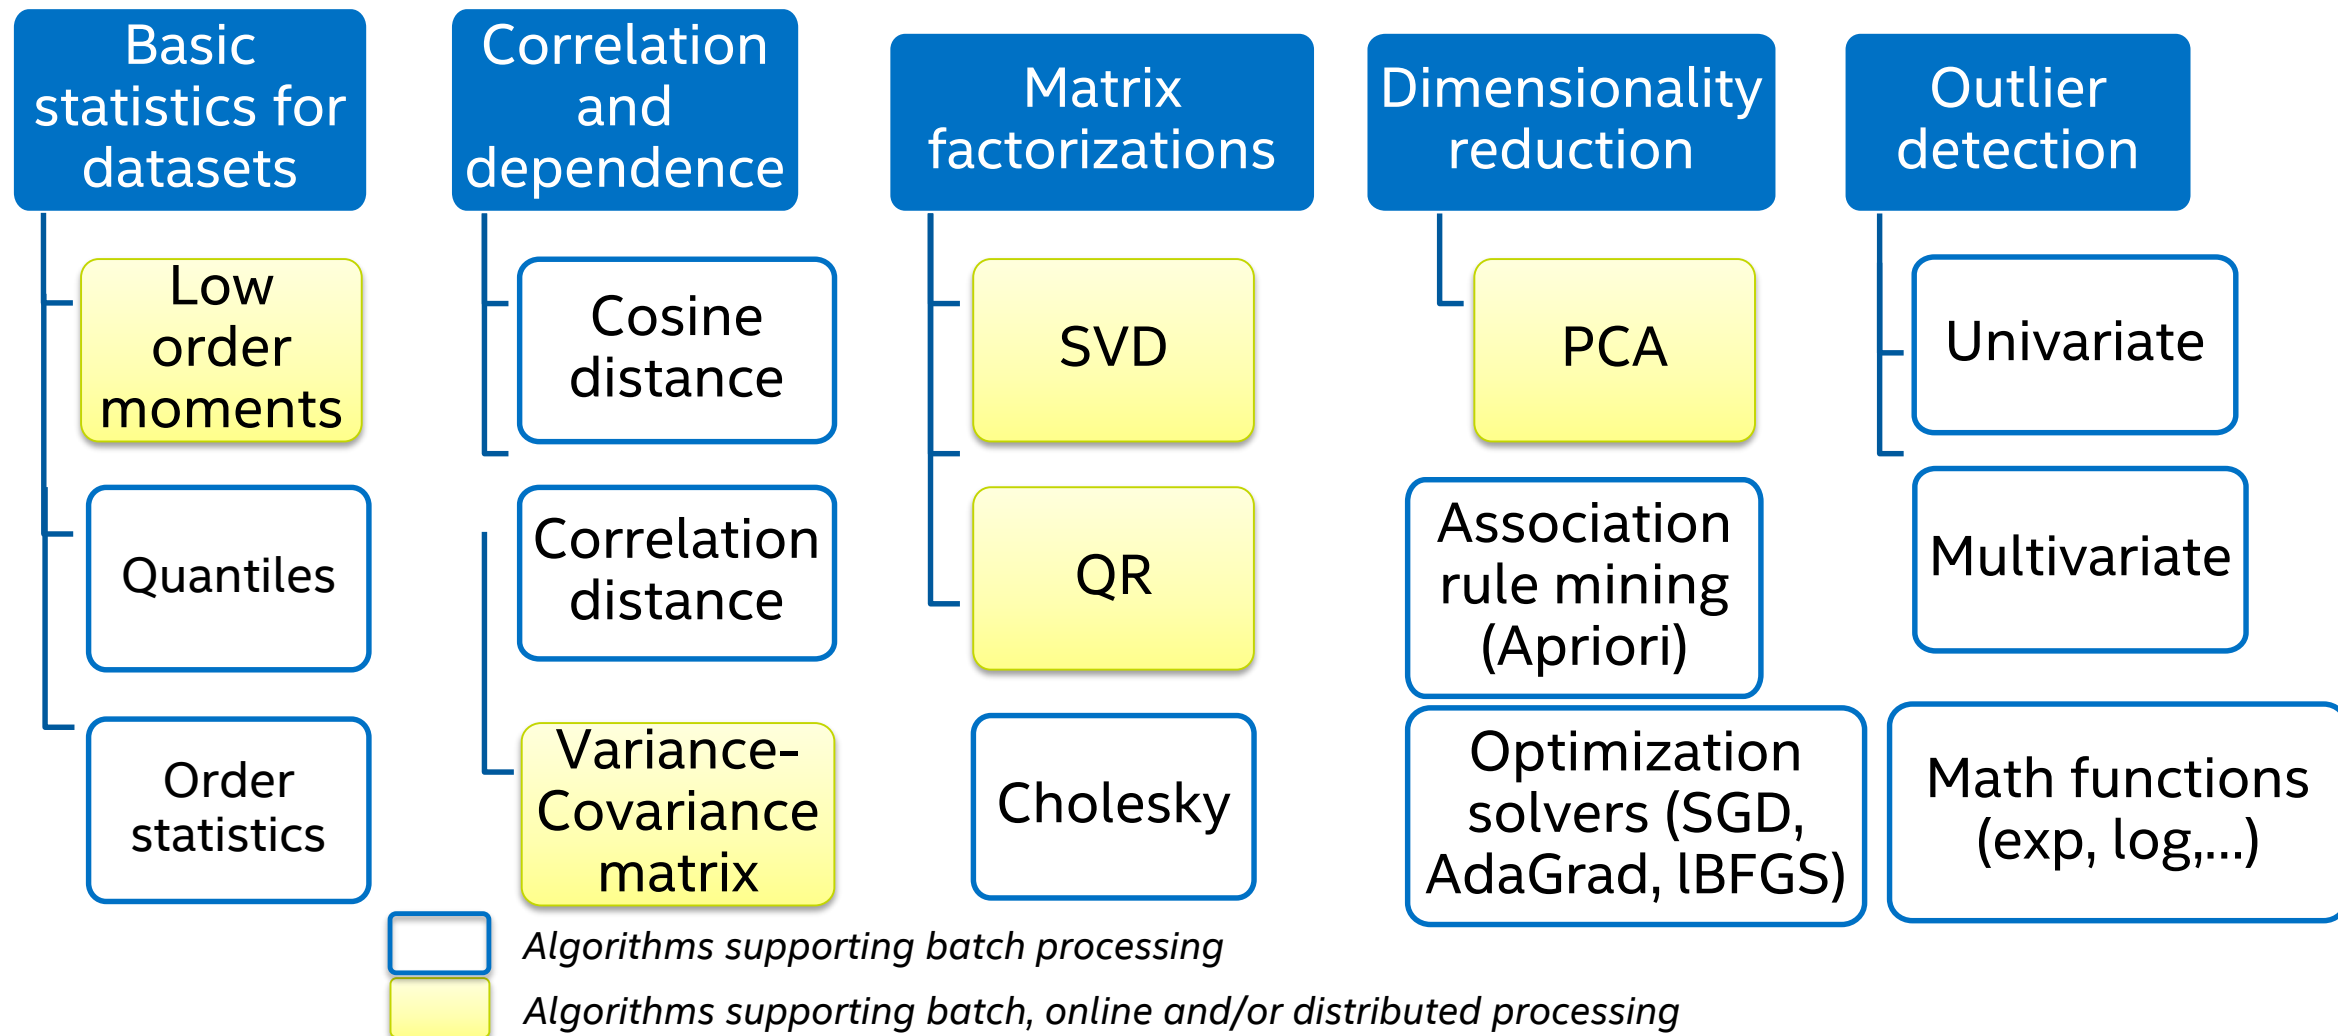 Basic
statistics for
datasets
Low
order
moments
Quantiles
Order
statistics
Correlation
and
dependence
Cosine
distance
Correlation
distance
Variance-
Covariance
matrix
Matrix
factorizations
SVD
QR
Cholesky
Dimensionality
reduction
PCA
Association
rule mining
(Apriori)
Optimization
solvers (SGD,
AdaGrad, lBFGS)
Outlier
detection
Univariate
Multivariate
Math functions
(exp, log,...)
Algorithms supporting batch processing
Algorithms supporting batch, online and/or distributed processing